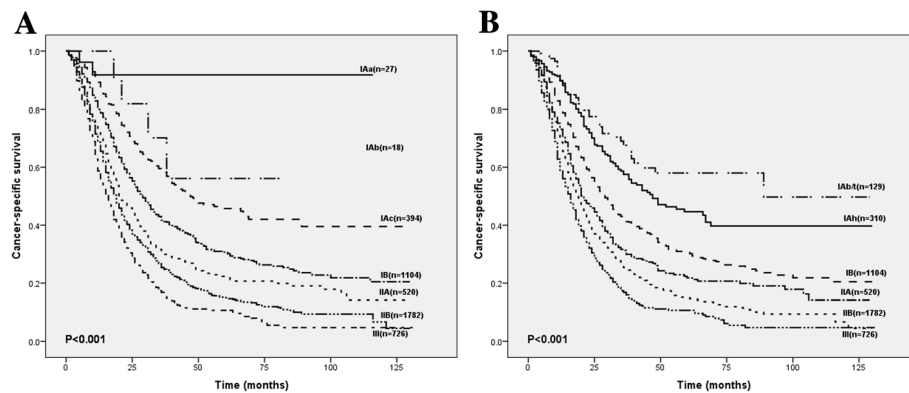 A
Cancer-specific survival
1.0
0.8
0.6
0.4
0.2
0.0
IAa(n=27)
IAb(n=18)
IAc(n=394)
IB(n=1104)
IIA(n=520)
IIB(n=1782)
III(n=726)
P<0.001
0 25 50 75 100 125
Time (months)
B
Cancer-specific survival
1.0
0.8
0.6
0.4
0.2
0.0
IAb/t(n=129)
IAh(n=310)
IB(n=1104)
IIA(n=520)
IIB(n=1782)
III(n=726)
P<0.001
0 25 50 75 100 125
Time (months)